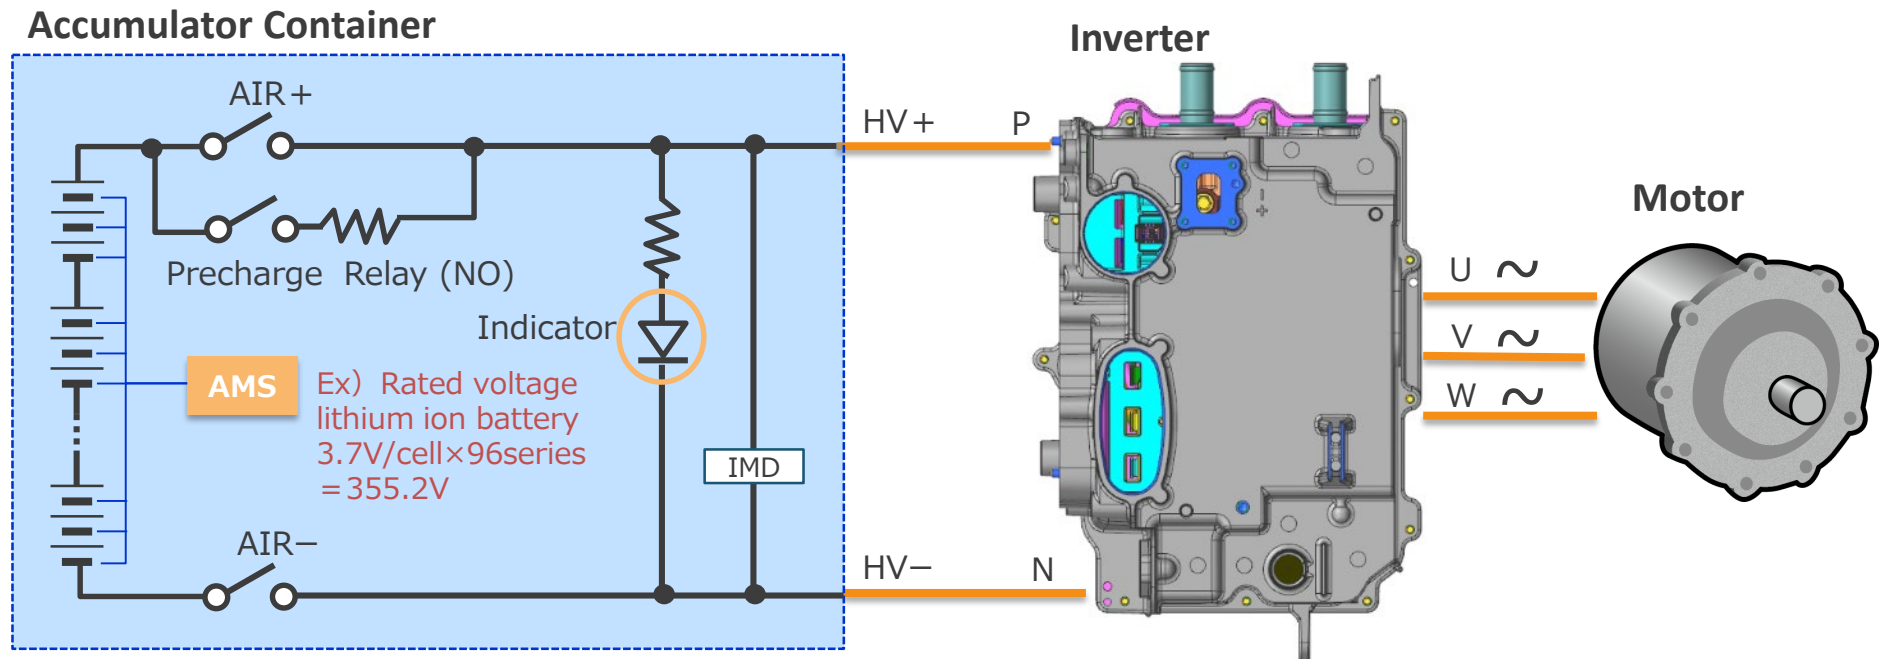 Accumulator Container
Inverter
AIR+
HV+
P
Motor
Precharge Relay (NO)
U ~
Indicator
V ~
AMS
Ex）Rated voltage
lithium ion battery
3.7V/cell×96series
=355.2V
W ~
IMD
AIR−
HV−
N